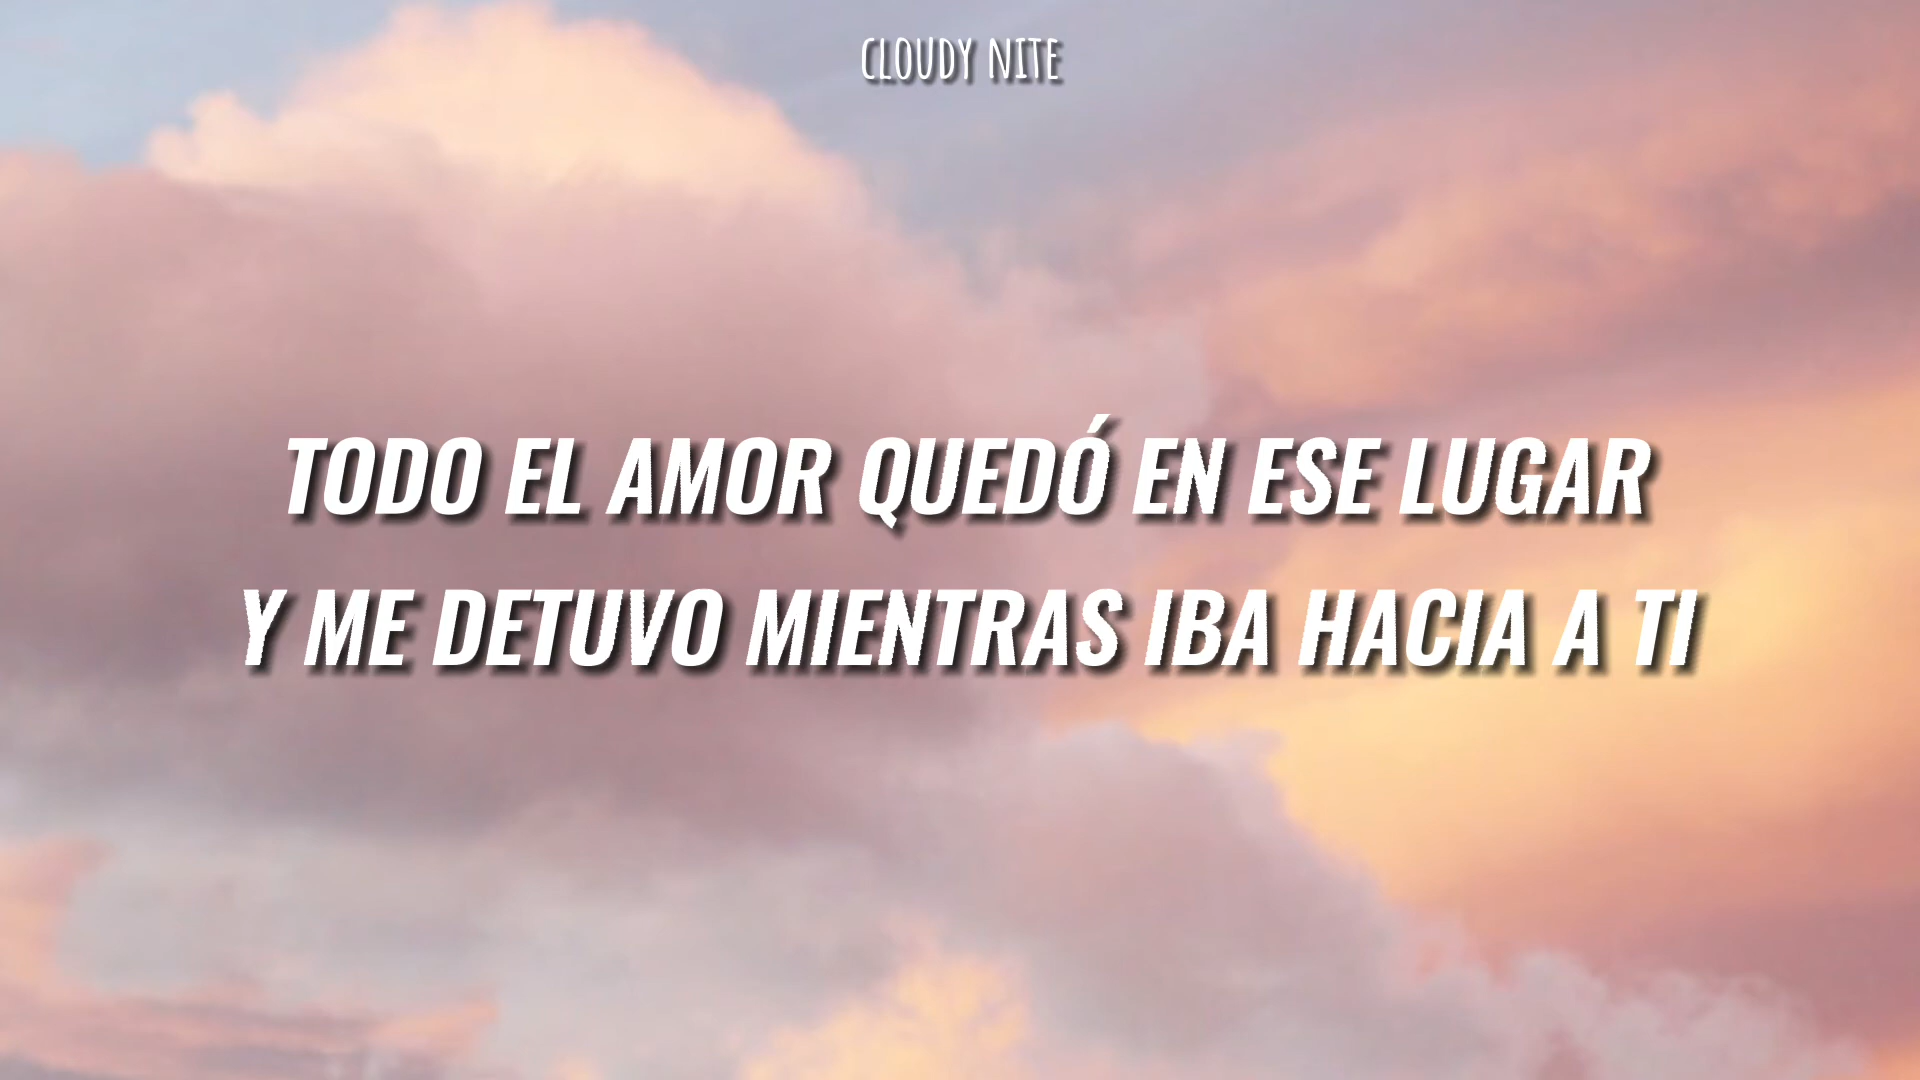 CLOUDY NITE
TODO EL AMOR QUEDÓ EN ESE LUGAR
Y ME DETUVO MIENTRAS IBA HACIA A TI